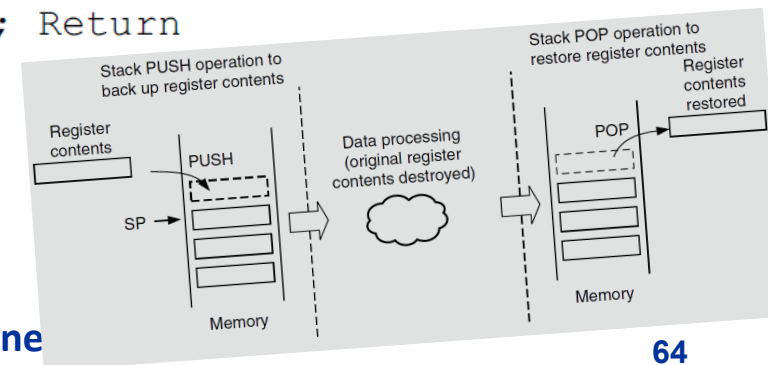 ; Return
Stack PUSH operation to
back up register contents
Register
contents
PUSH
SP
Memory
Data processing
(original register
contents destroyed)
Stack POP operation to
restore register contents
Register
contents
restored
POP
Memory
ne
64